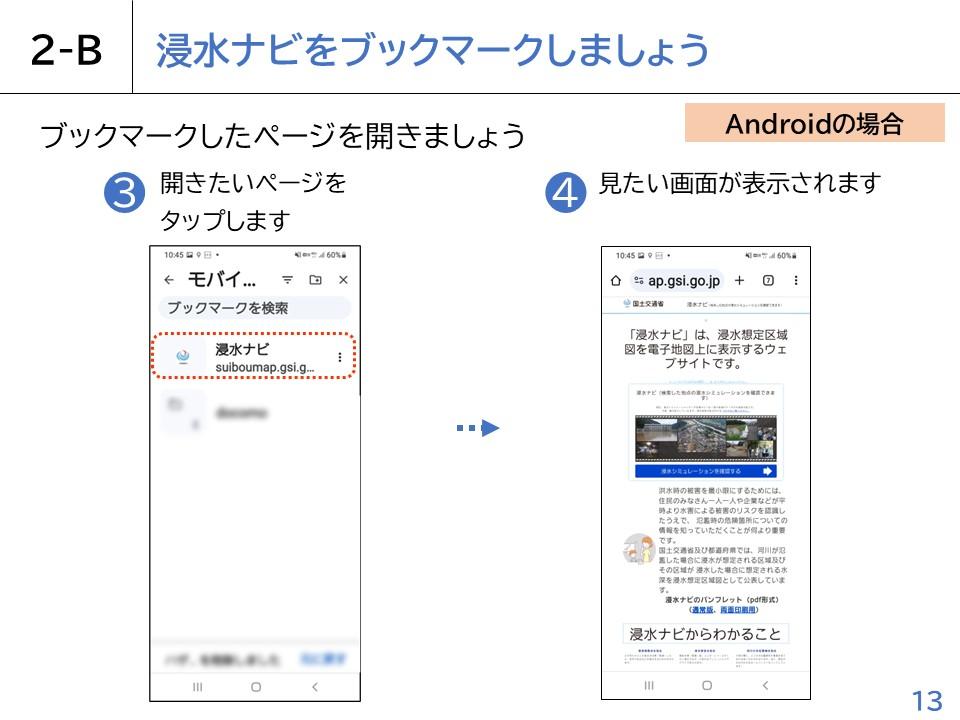 2-B
浸水ナビをブックマークしましょう
Androidの場合
ブックマークしたページを開きましょう
3
開きたいページを
タップします
10:45
60%
モバイ...
ブックマークを検索
浸水ナビ
suiboumap.gsi.g...
4
見たい画面が表示されます
10:45
60%
ap.gsi.go.jp
7
国土交通省
「浸水ナビ」は、浸水想定区域
図を電子地図上に表示するウェ
ブサイトです。
浸水ナビ（検索した地点の浸水シミュレーションを確認できま
す）
浸水シミュレーションを確認する
洪水時の被害を最小限にするためには、
住民のみなさん一人一人や企業などが平
時より水害による被害のリスクを認識し
たうえで、 氾濫時の危険箇所についての
情報を知っていただくことが何より重要
です。
国土交通省及び都道府県では、河川が氾
濫した場合に浸水が想定される区域及び
その区域が 浸水した場合に想定される水
深を浸水想定区域図として公表していま
す。
浸水ナビのパンフレット（pdf形式）
（通常版、両面印刷用）
浸水ナビからわかること
13